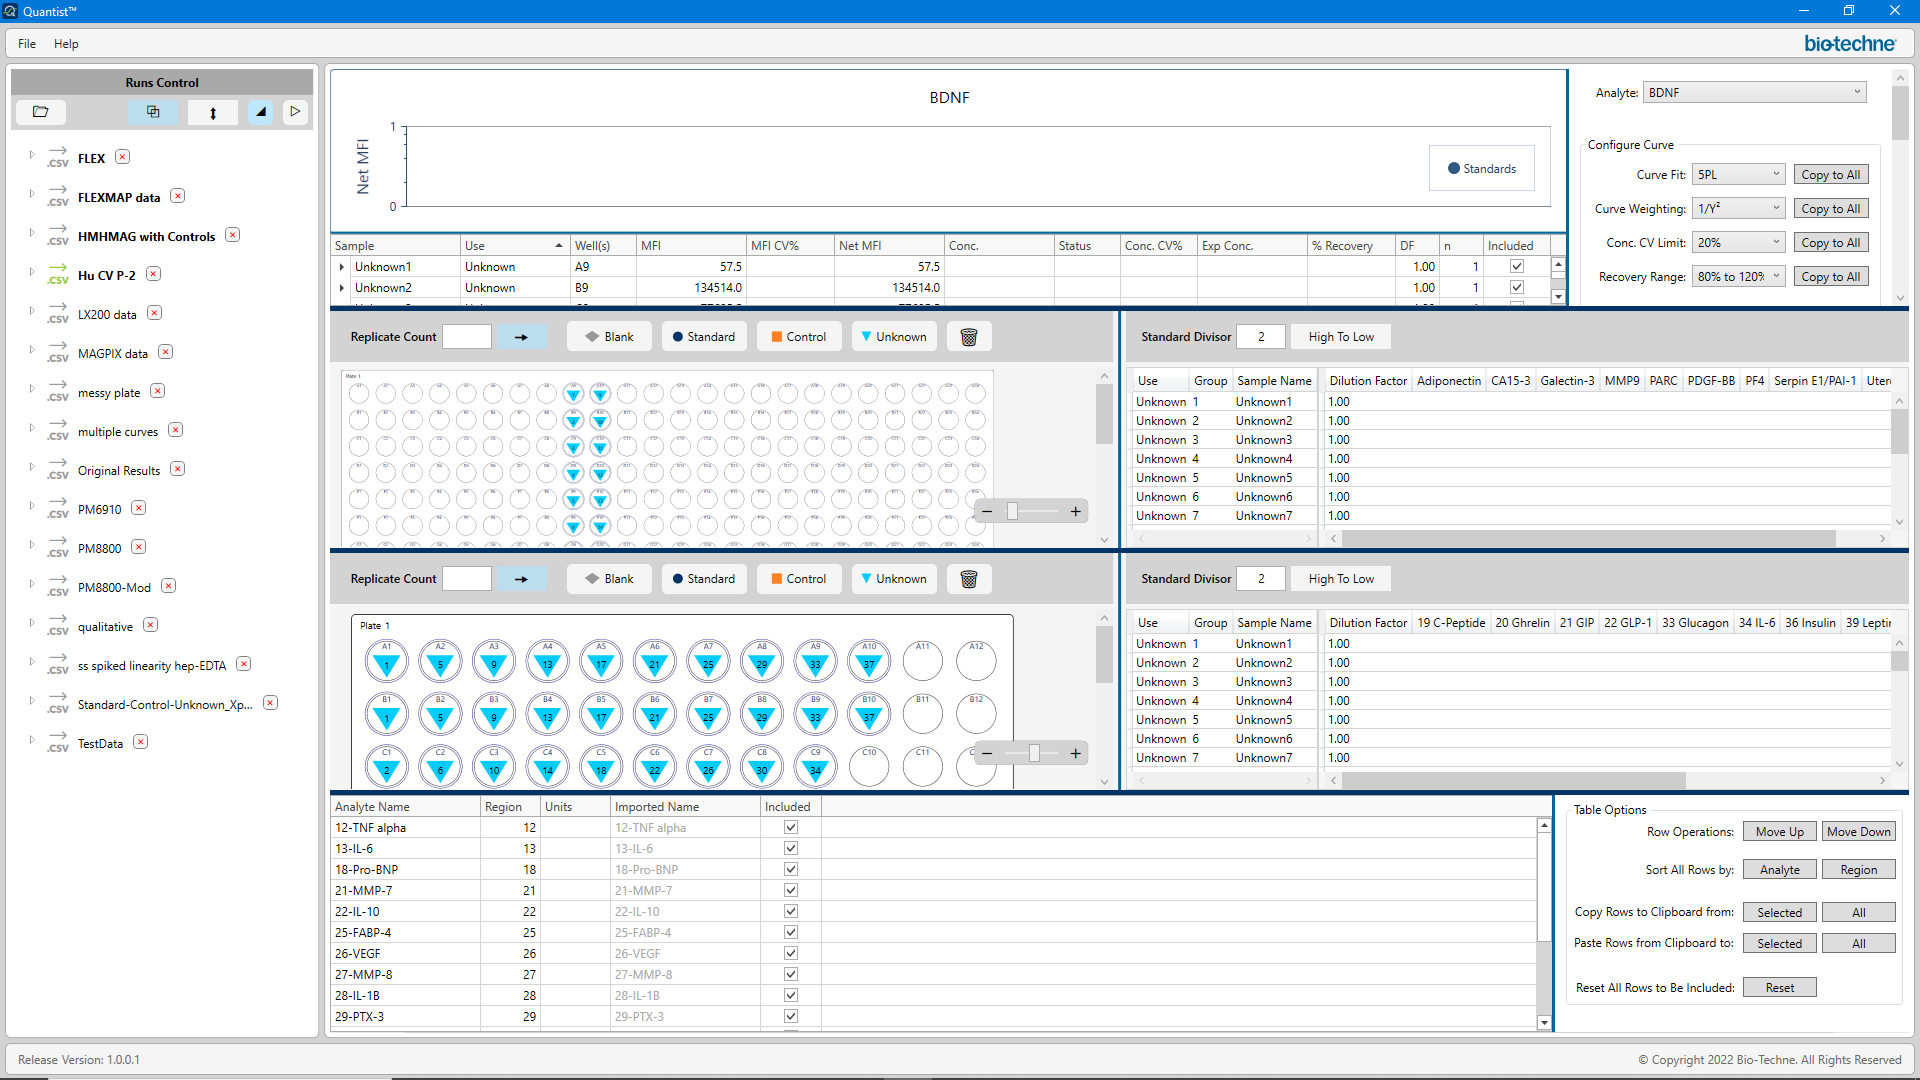 Quantist™
File Help
bio-techne
Runs Control
FLEX
FLEXMAP data
HMHMAG with Controls
Hu CV P-2
LX200 data
MAGPIX data
messy plate
multiple curves
Original Results
PM6910
PM8800
PM8800-Mod
qualitative
ss spiked linearity hep-EDTA
Standard-Control-Unknown_Xp...
TestData
BDNF
Net MFI
1
0
Standards
Sample Use Well(s) MFI MFI CV% Net MFI Conc. Status Conc. CV% Exp Conc. % Recovery DF n Included
Unknown1 Unknown A9 57.5 57.5 1.00 1
Unknown2 Unknown B9 134514.0 134514.0 1.00 1
Analyte: BDNF
Configure Curve
Curve Fit: 5PL Copy to All
Curve Weighting: 1/Y² Copy to All
Conc. CV Limit: 20% Copy to All
Recovery Range: 80% to 120% Copy to All
Replicate Count Blank Standard Control Unknown
Plate 1
Standard Divisor 2 High To Low
Use Group Sample Name Dilution Factor Adiponectin CA15-3 Galectin-3 MMP9 PARC PDGF-BB PF4 Serpin E1/PAI-1 Uter
Unknown 1 Unknown1 1.00
Unknown 2 Unknown2 1.00
Unknown 3 Unknown3 1.00
Unknown 4 Unknown4 1.00
Unknown 5 Unknown5 1.00
Unknown 6 Unknown6 1.00
Unknown 7 Unknown7 1.00
Replicate Count Blank Standard Control Unknown
Plate 1
A1 A2 A3 A4 A5 A6 A7 A8 A9 A10 A11 A12
1 5 9 13 17 21 25 29 33 37
B1 B2 B3 B4 B5 B6 B7 B8 B9 B10 B11 B12
1 5 9 13 17 21 25 29 33 37
C1 C2 C3 C4 C5 C6 C7 C8 C9 C10 C11
2 6 10 14 18 22 26 30 34
Standard Divisor 2 High To Low
Use Group Sample Name Dilution Factor 19 C-Peptide 20 Ghrelin 21 GIP 22 GLP-1 33 Glucagon 34 IL-6 36 Insulin 39 Lepti
Unknown 1 Unknown1 1.00
Unknown 2 Unknown2 1.00
Unknown 3 Unknown3 1.00
Unknown 4 Unknown4 1.00
Unknown 5 Unknown5 1.00
Unknown 6 Unknown6 1.00
Unknown 7 Unknown7 1.00
Analyte Name Region Units Imported Name Included
12-TNF alpha 12 12-TNF alpha
13-IL-6 13 13-IL-6
18-Pro-BNP 18 18-Pro-BNP
21-MMP-7 21 21-MMP-7
22-IL-10 22 22-IL-10
25-FABP-4 25 25-FABP-4
26-VEGF 26 26-VEGF
27-MMP-8 27 27-MMP-8
28-IL-1B 28 28-IL-1B
29-PTX-3 29 29-PTX-3
Table Options
Row Operations: Move Up Move Down
Sort All Rows by: Analyte Region
Copy Rows to Clipboard from: Selected All
Paste Rows from Clipboard to: Selected All
Reset All Rows to Be Included: Reset
Release Version: 1.0.0.1
© Copyright 2022 Bio-Techne. All Rights Reserved